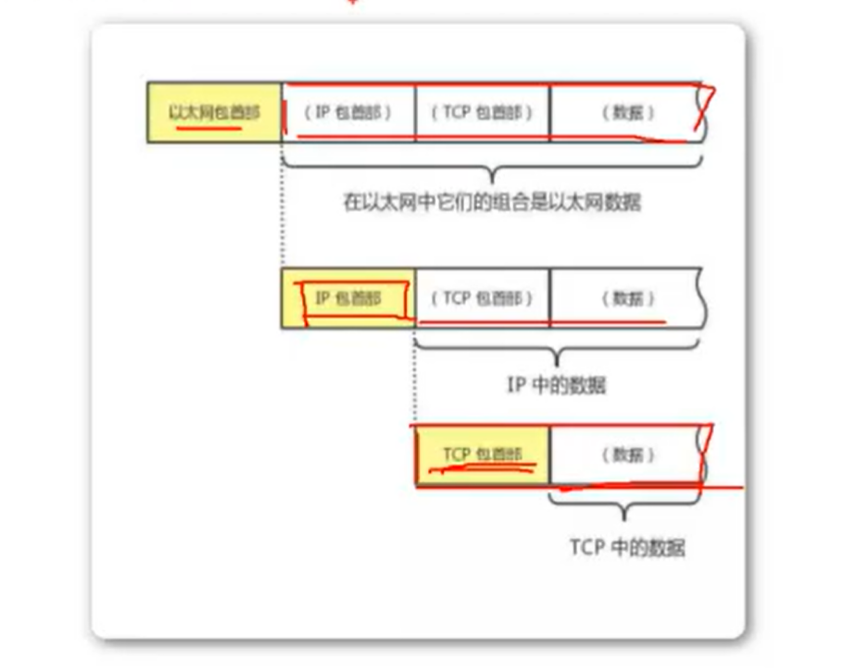 以太网包首部 （IP 包首部） （TCP 包首部） （数据）
在以太网中它们的组合是以太网数据
IP 包首部 （TCP 包首部） （数据）
IP 中的数据
TCP 包首部 （数据）
TCP 中的数据